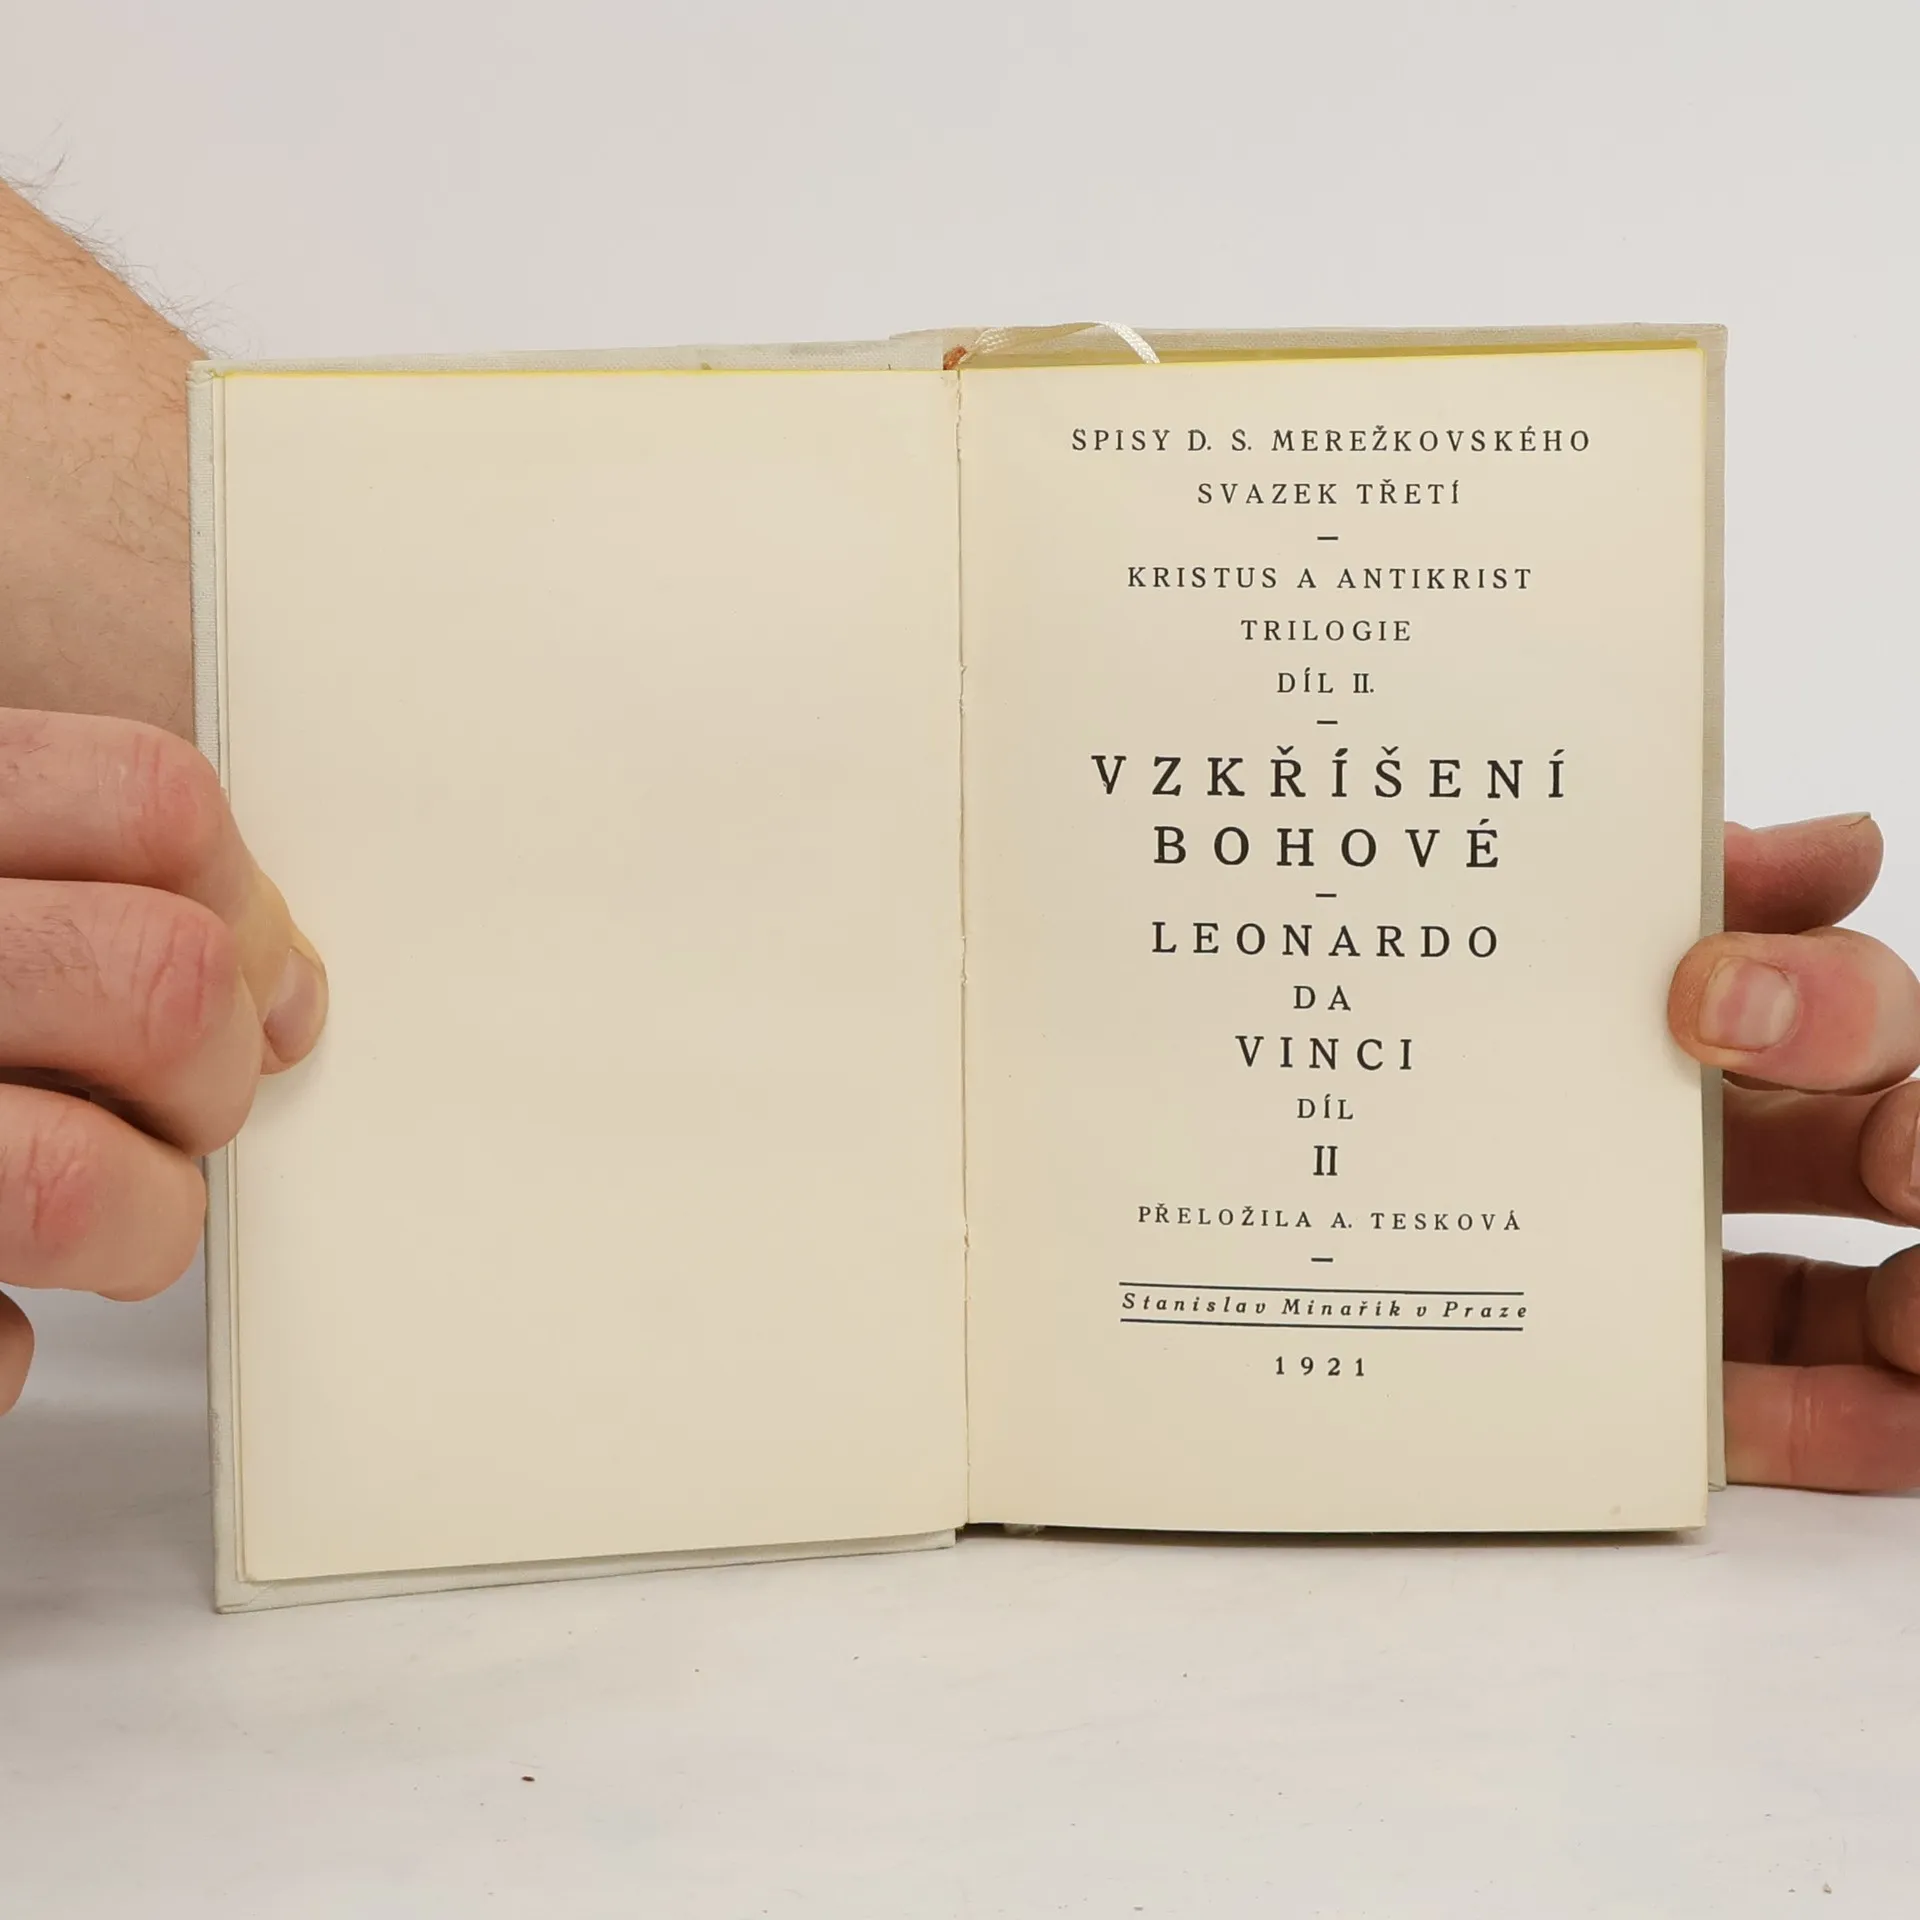 SPISY D. S. MEREŽKOVSKÉHO
SVAZEK TŘETÍ
—
KRISTUS A ANTIKRIST
TRILOGIE
DÍL II.
—
VZKŘÍŠENÍ
BOHOVÉ
—
LEONARDO
DA
VINCI
DÍL
II
PŘELOŽILA A. TESKOVÁ
—
Stanislav Minařík v Praze
1921